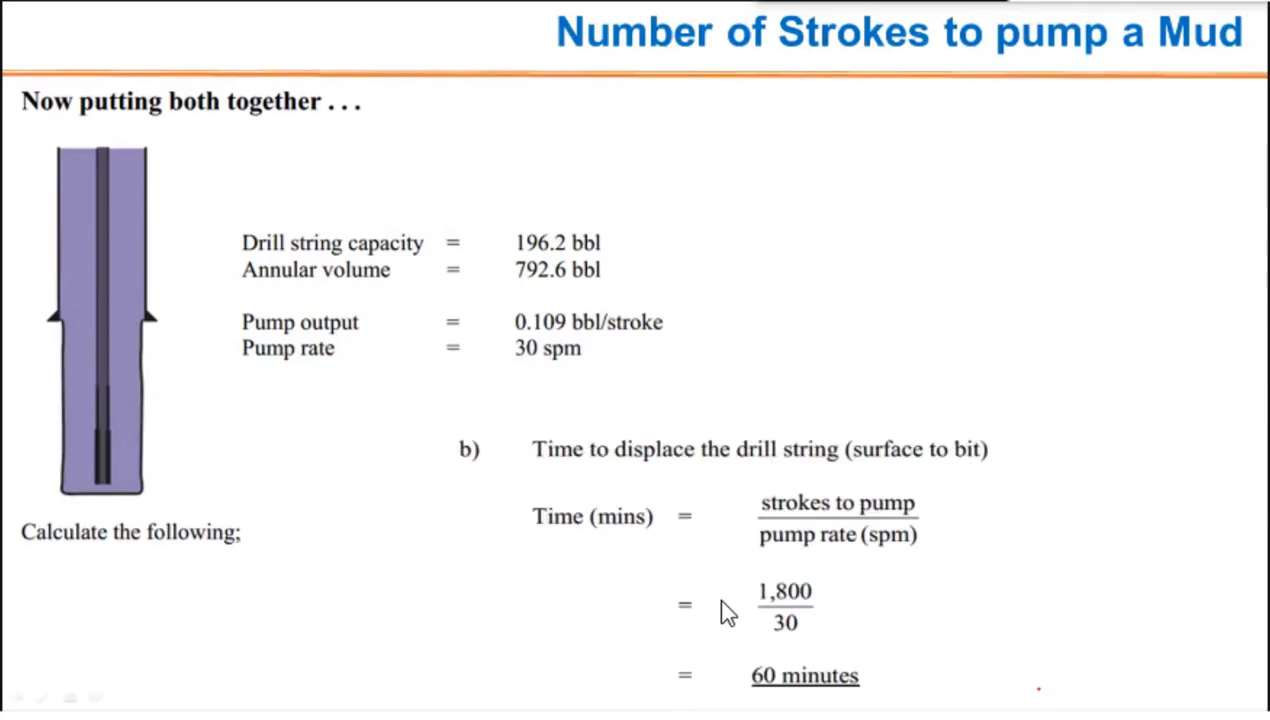 Number of Strokes to pump a Mud
Now putting both together . . .
Drill string capacity = 196.2 bbl
Annular volume = 792.6 bbl
Pump output = 0.109 bbl/stroke
Pump rate = 30 spm
b) Time to displace the drill string (surface to bit)
Time (mins) = strokes to pump
pump rate (spm)
Calculate the following;
= 1,800
30
= 60 minutes